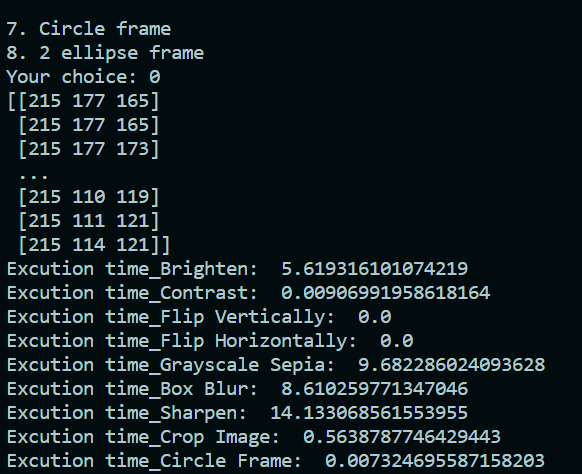 7. Circle frame
8. 2 ellipse frame
Your choice: 0
[[215 177 165]
 [215 177 165]
 [215 177 173]
 ...
 [215 110 119]
 [215 111 121]
 [215 114 121]]
Excution time_Brighten:  5.619316101074219
Excution time_Contrast:  0.00906991958618164
Excution time_Flip Vertically:  0.0
Excution time_Flip Horizontally:  0.0
Excution time_Grayscale Sepia:  9.682286024093628
Excution time_Box Blur:  8.610259771347046
Excution time_Sharpen:  14.133068561553955
Excution time_Crop Image:  0.5638787746429443
Excution time_Circle Frame:  0.007324695587158203